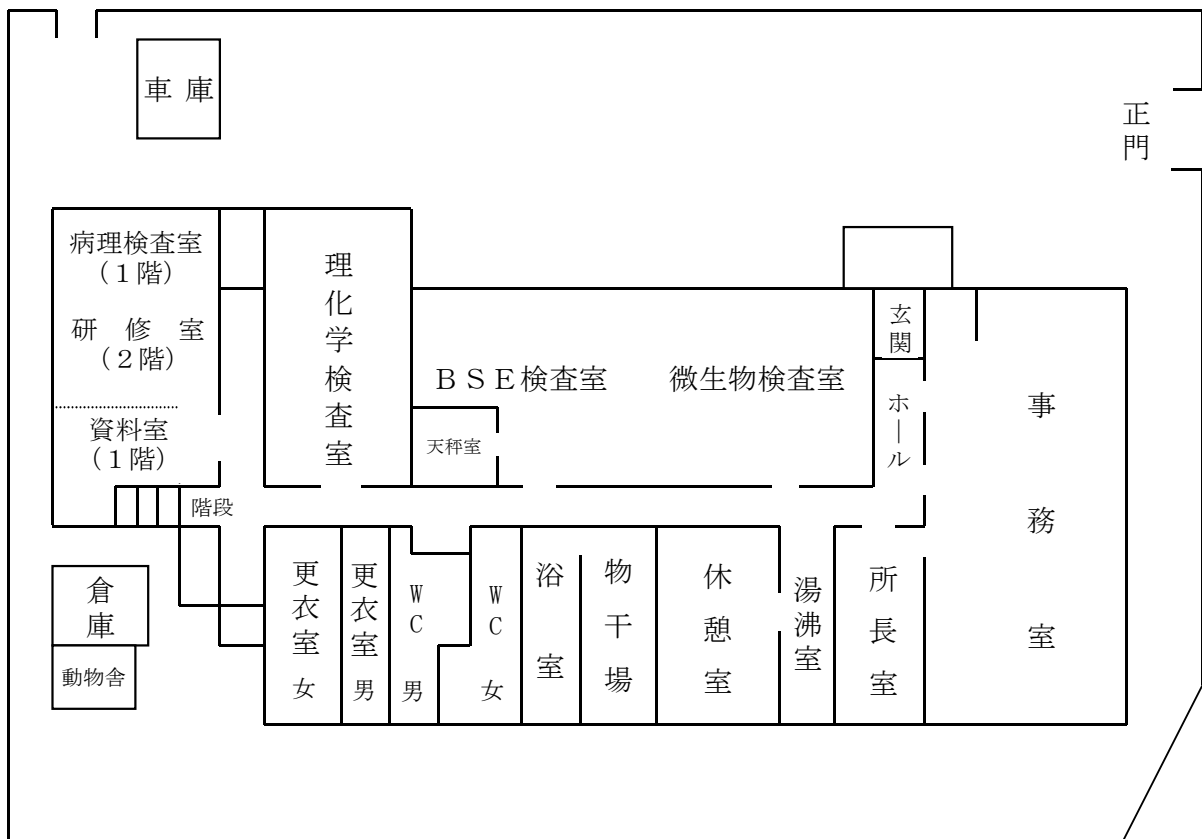 車庫
正門
病理検査室
(1階)
研修室
(2階)
資料室
(1階)
階段
理化学検査室
BSE検査室
微生物検査室
天秤室
玄関
ホール
事務室
倉庫
動物舎
更衣室 女
更衣室 男
WC 男
WC 女
浴室
物干場
休憩室
湯沸室
所長室